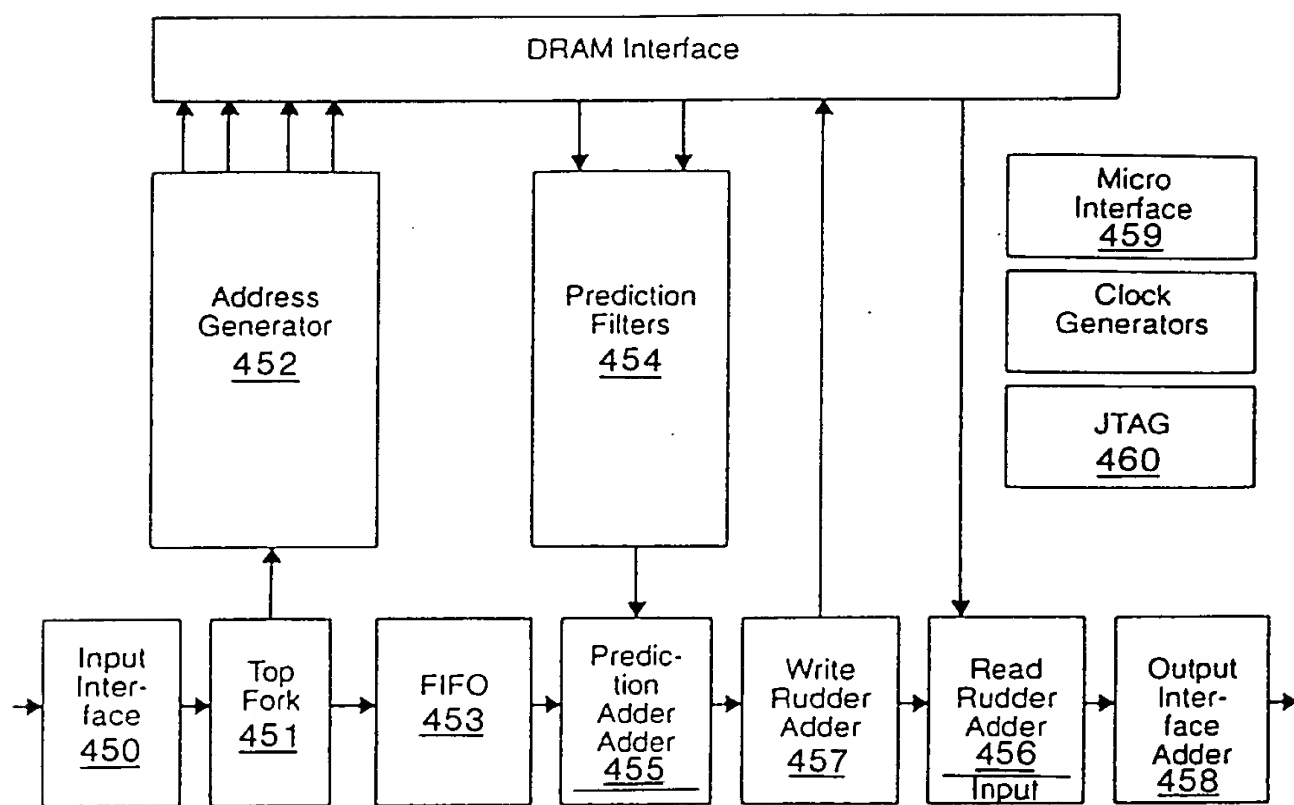 DRAM Interface
Micro
Interface
459
Clock
Generators
JTAG
460
Address
Generator
452
Prediction
Filters
454
Input
Inter-
face
450
Top
Fork
451
FIFO
453
Predic-
tion
Adder
Adder
455
Write
Rudder
Adder
457
Read
Rudder
Adder
456
Input
Output
Inter-
face
Adder
458